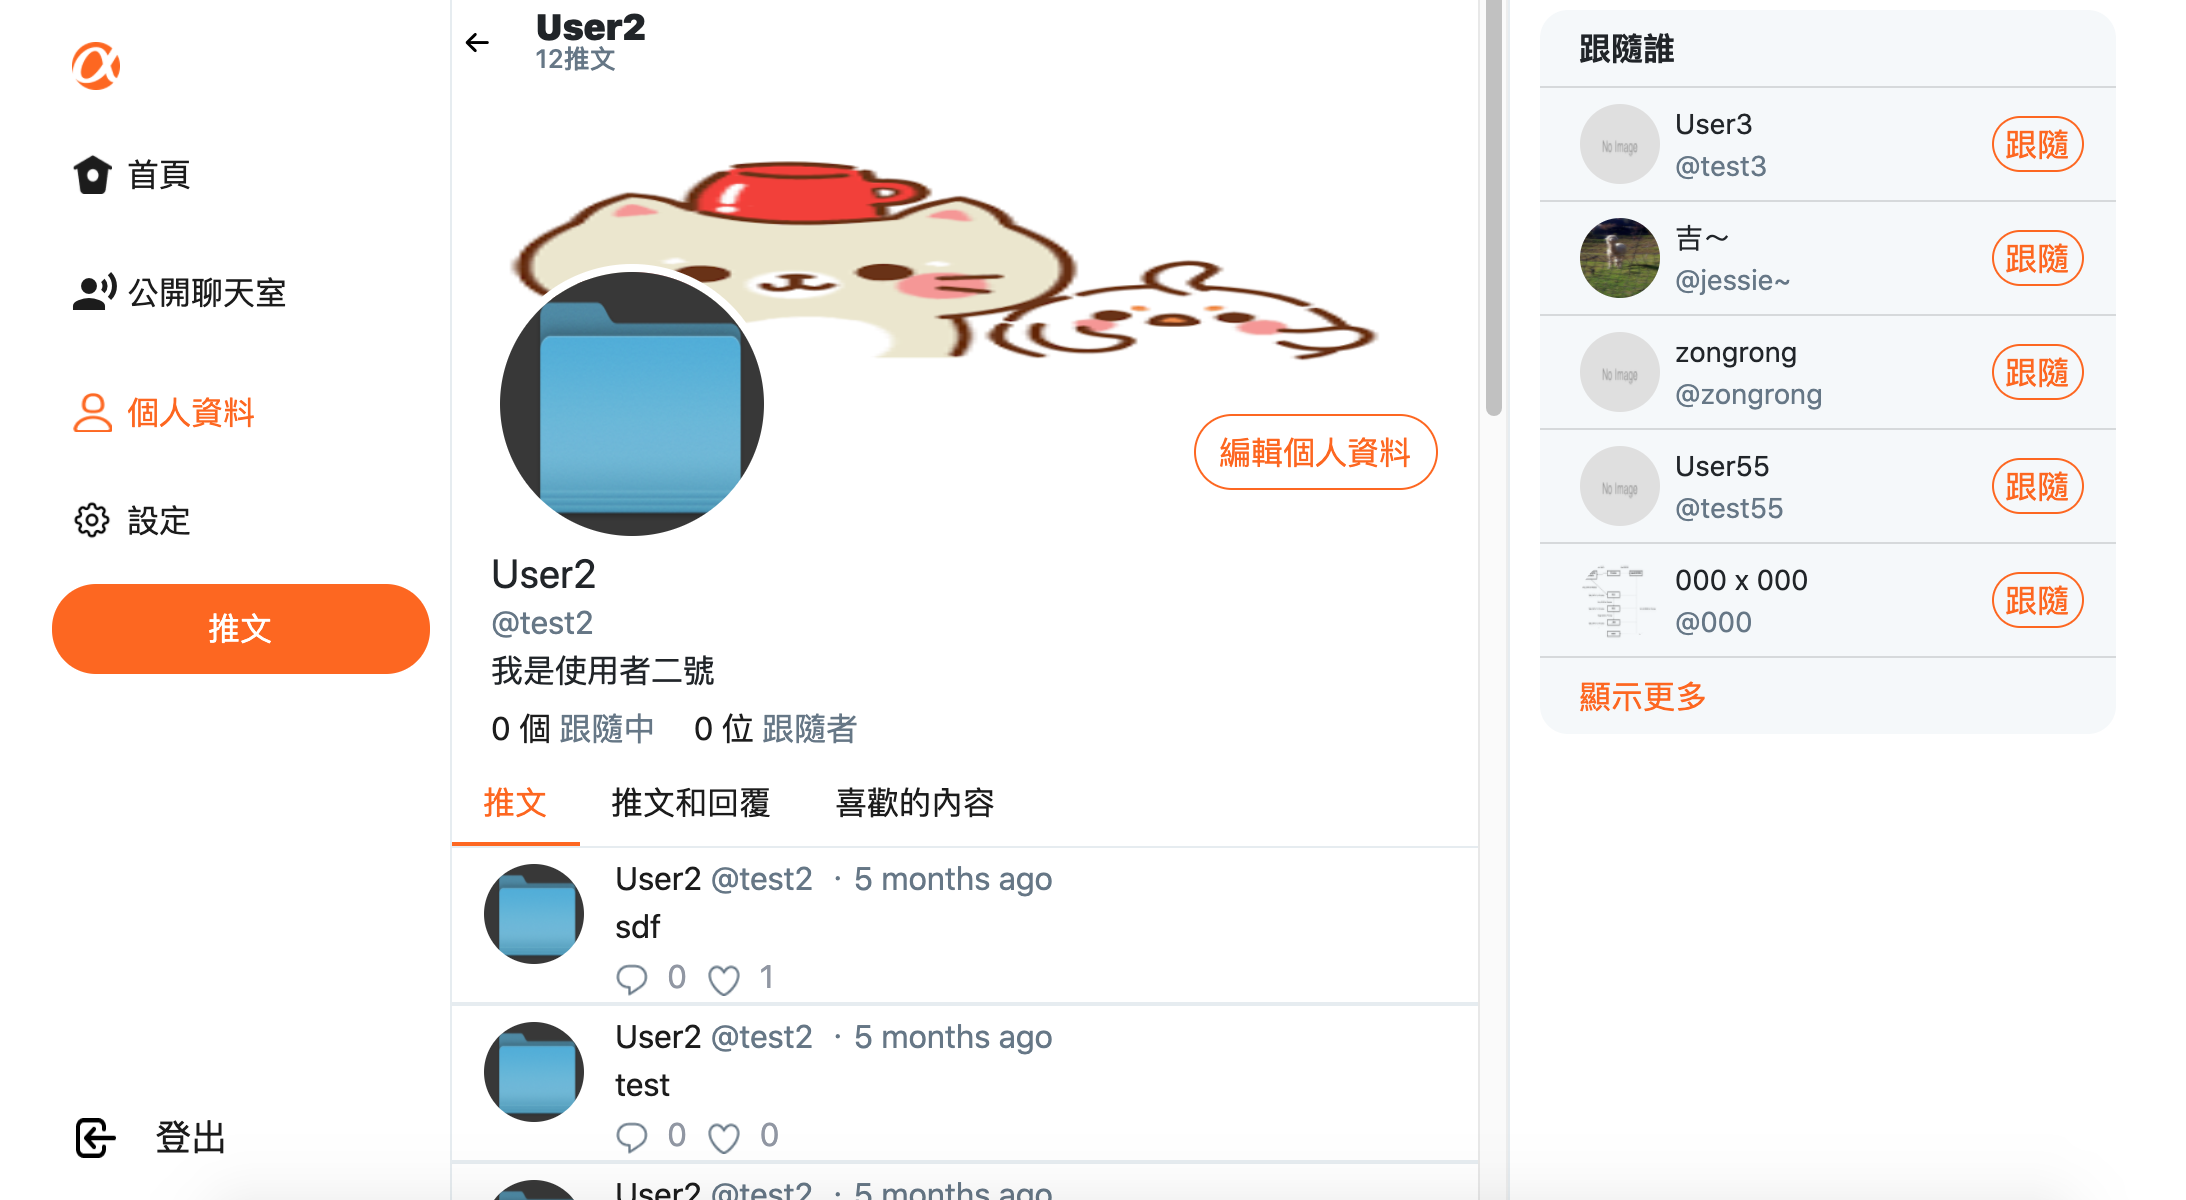 首頁
公開聊天室
個人資料
設定
推文
登出
User2
12推文
編輯個人資料
User2
@test2
我是使用者二號
0 個 跟隨中 0 位 跟隨者
推文 推文和回覆 喜歡的內容
User2 @test2 · 5 months ago
sdf
0 1
User2 @test2 · 5 months ago
test
0 0
User2 @test2 · 5 months ago
跟隨誰
No Image
User3
@test3
跟隨
吉～
@jessie~
跟隨
No Image
zongrong
@zongrong
跟隨
No Image
User55
@test55
跟隨
000 x 000
@000
跟隨
顯示更多